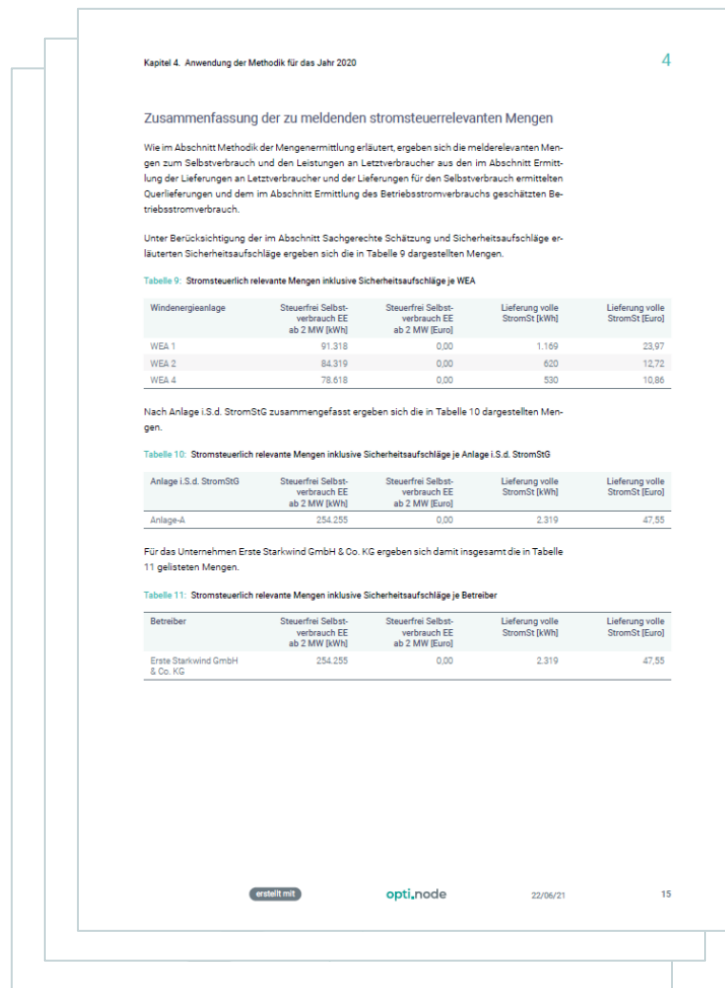 Kapitel 4. Anwendung der Methodik für das Jahr 2020 4
Zusammenfassung der zu meldenden stromsteuerrelevanten Mengen
Wie im Abschnitt Methodik der Mengenermittlung erläutert, ergeben sich die melderelevanten Men-
gen zum Selbstverbrauch und den Leistungen an Letztverbraucher aus den im Abschnitt Ermitt-
lung der Lieferungen an Letztverbraucher und der Lieferungen für den Selbstverbrauch ermittelten
Querlieferungen und dem im Abschnitt Ermittlung des Betriebsstromverbrauchs geschätzten Be-
triebsstromverbrauch.
Unter Berücksichtigung der im Abschnitt Sachgerechte Schätzung und Sicherheitsaufschläge er-
läuterten Sicherheitsaufschläge ergeben sich die in Tabelle 9 dargestellten Mengen.
Tabelle 9: Stromsteuerlich relevante Mengen inklusive Sicherheitsaufschläge je WEA
Windenergieanlage Steuerfrei Selbst- Steuerfrei Selbst- Lieferung volle Lieferung volle
verbrauch EE verbrauch EE StromSt [kWh] StromSt [Euro]
ab 2 MW [kWh] ab 2 MW [Euro]
WEA 1 91.318 0,00 1.169 23,97
WEA 2 84.319 0,00 620 12,72
WEA 4 78.618 0,00 530 10,86
Nach Anlage i.S.d. StromStG zusammengefasst ergeben sich die in Tabelle 10 dargestellten Men-
gen.
Tabelle 10: Stromsteuerlich relevante Mengen inklusive Sicherheitsaufschläge je Anlage i.S.d. StromStG
Anlage i.S.d. StromStG Steuerfrei Selbst- Steuerfrei Selbst- Lieferung volle Lieferung volle
verbrauch EE verbrauch EE StromSt [kWh] StromSt [Euro]
ab 2 MW [kWh] ab 2 MW [Euro]
Anlage-A 254.255 0,00 2.319 47,55
Für das Unternehmen Erste Starkwind GmbH & Co. KG ergeben sich damit insgesamt die in Tabelle
11 gelisteten Mengen.
Tabelle 11: Stromsteuerlich relevante Mengen inklusive Sicherheitsaufschläge je Betreiber
Betreiber Steuerfrei Selbst- Steuerfrei Selbst- Lieferung volle Lieferung volle
verbrauch EE verbrauch EE StromSt [kWh] StromSt [Euro]
ab 2 MW [kWh] ab 2 MW [Euro]
Erste Starkwind GmbH 254.255 0,00 2.319 47,55
& Co. KG
erstellt mit opti.node 22/06/21 15